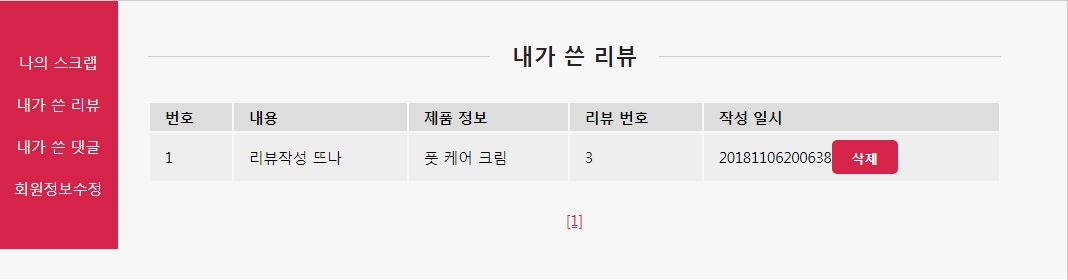 나의 스크랩
내가 쓴 리뷰
내가 쓴 댓글
회원정보수정
내가 쓴 리뷰
번호 내용 제품 정보 리뷰 번호 작성 일시
1 리뷰작성 뜨나 풋 케어 크림 3 20181106200638 삭제
[1]